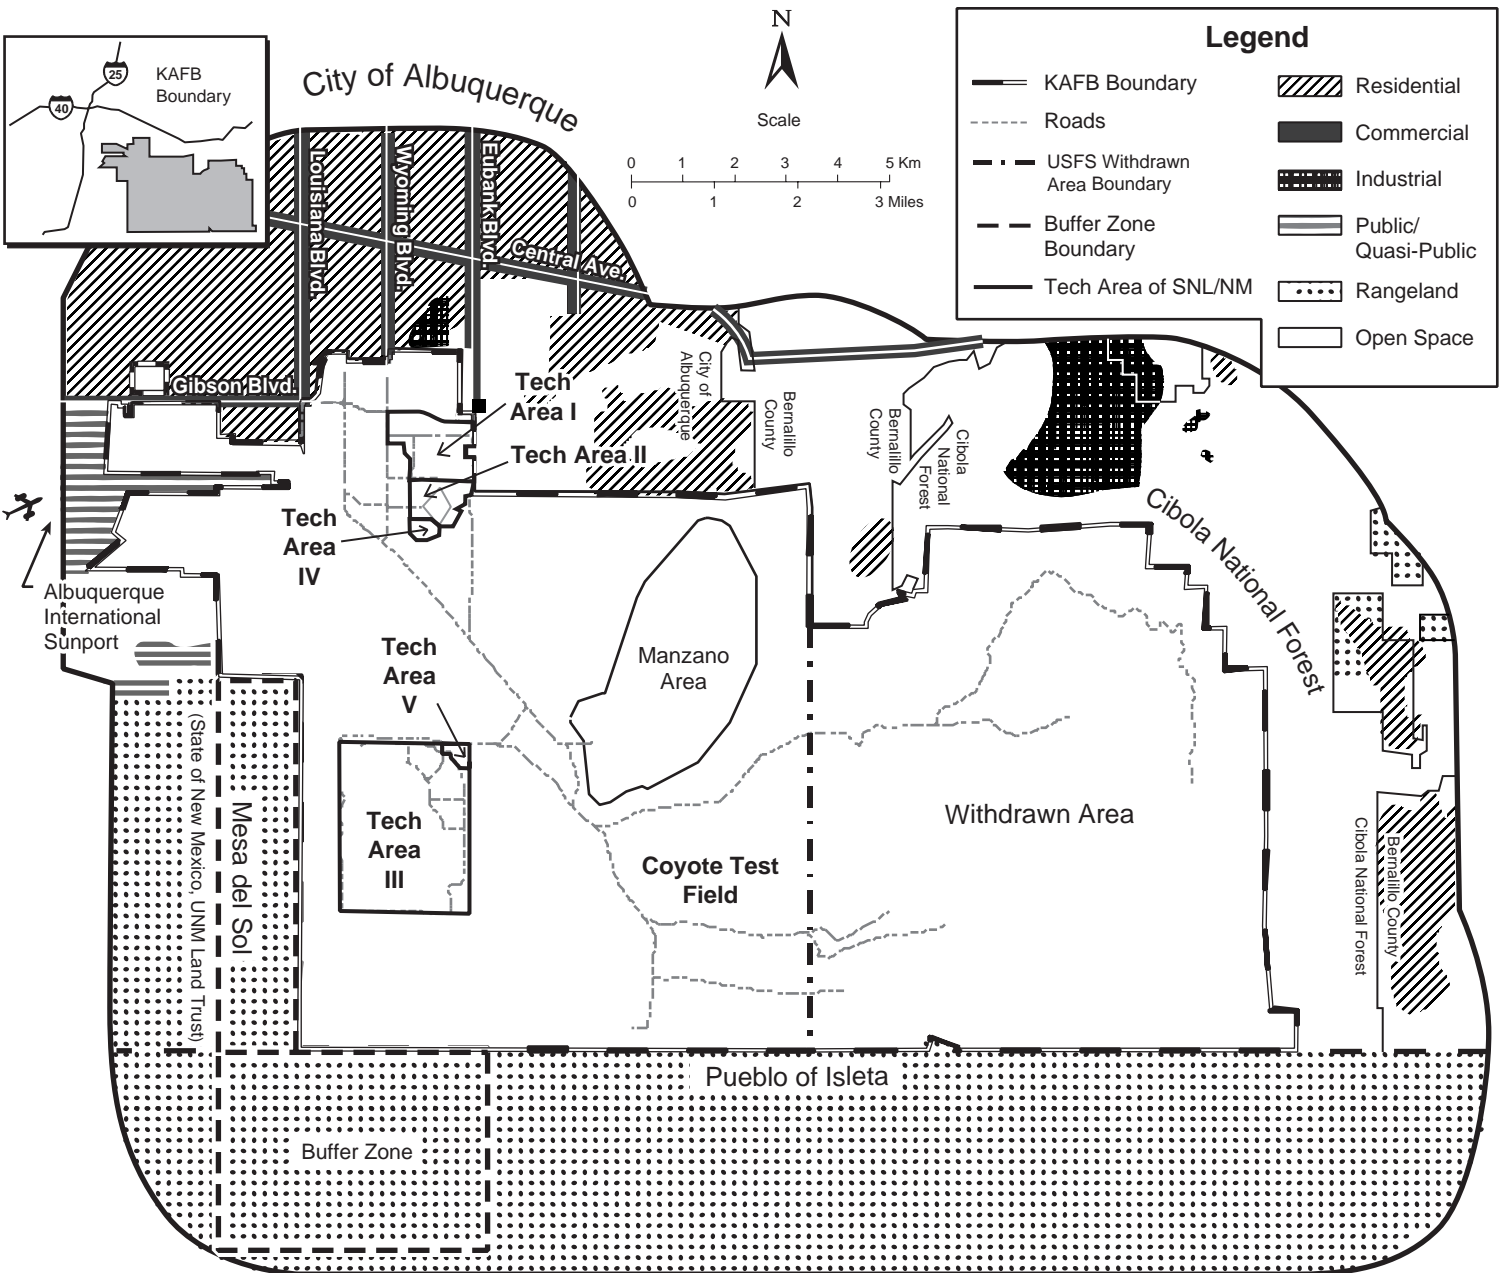 N
Scale
0 1 2 3 4 5 Km
0 1 2 3 Miles
25
40
KAFB
Boundary
City of Albuquerque
Legend
KAFB Boundary
Roads
USFS Withdrawn
Area Boundary
Buffer Zone
Boundary
Tech Area of SNL/NM
Residential
Commercial
Industrial
Public/
Quasi-Public
Rangeland
Open Space
Louisiana Blvd.
Wyoming Blvd.
Eubank Blvd.
Central Ave.
Gibson Blvd.
Tech
Area I
Tech Area II
Tech
Area
IV
City of
Albuquerque
Bernalillo
County
Bernalillo
County
Cibola
National
Forest
Cibola National Forest
Albuquerque
International
Sunport
Tech
Area
V
Manzano
Area
(State of New Mexico, UNM Land Trust)
Mesa del Sol
Tech
Area
III
Coyote Test
Field
Withdrawn Area
Cibola National Forest
Bernalillo County
Pueblo of Isleta
Buffer Zone